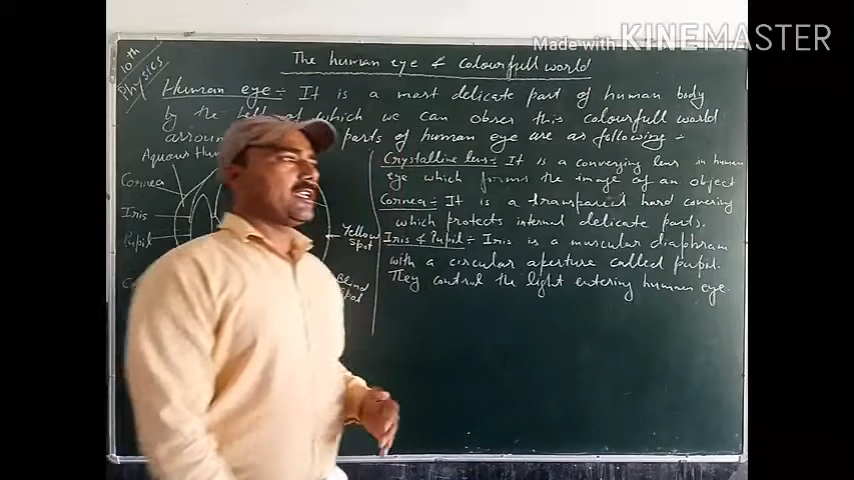 Made with KINEMASTER
10th
Physics
The human eye & colourfull world
Human eye :- It is a most delicate part of human body
by the of which we can obser this colourfull world
parts of human eye are as following :-
Aquous
Cornea
Iris
Pupil
Yellow
spot
Blind
spot
Crystalline lens :- It is a converging lens in human
eye which forms the image of an object
Cornea :- It is a transparent hard covering
which protects internal delicate parts.
Iris & Pupil :- Iris is a muscular diaphram
with a circular aperture called pupil.
They control the light entering human eye.